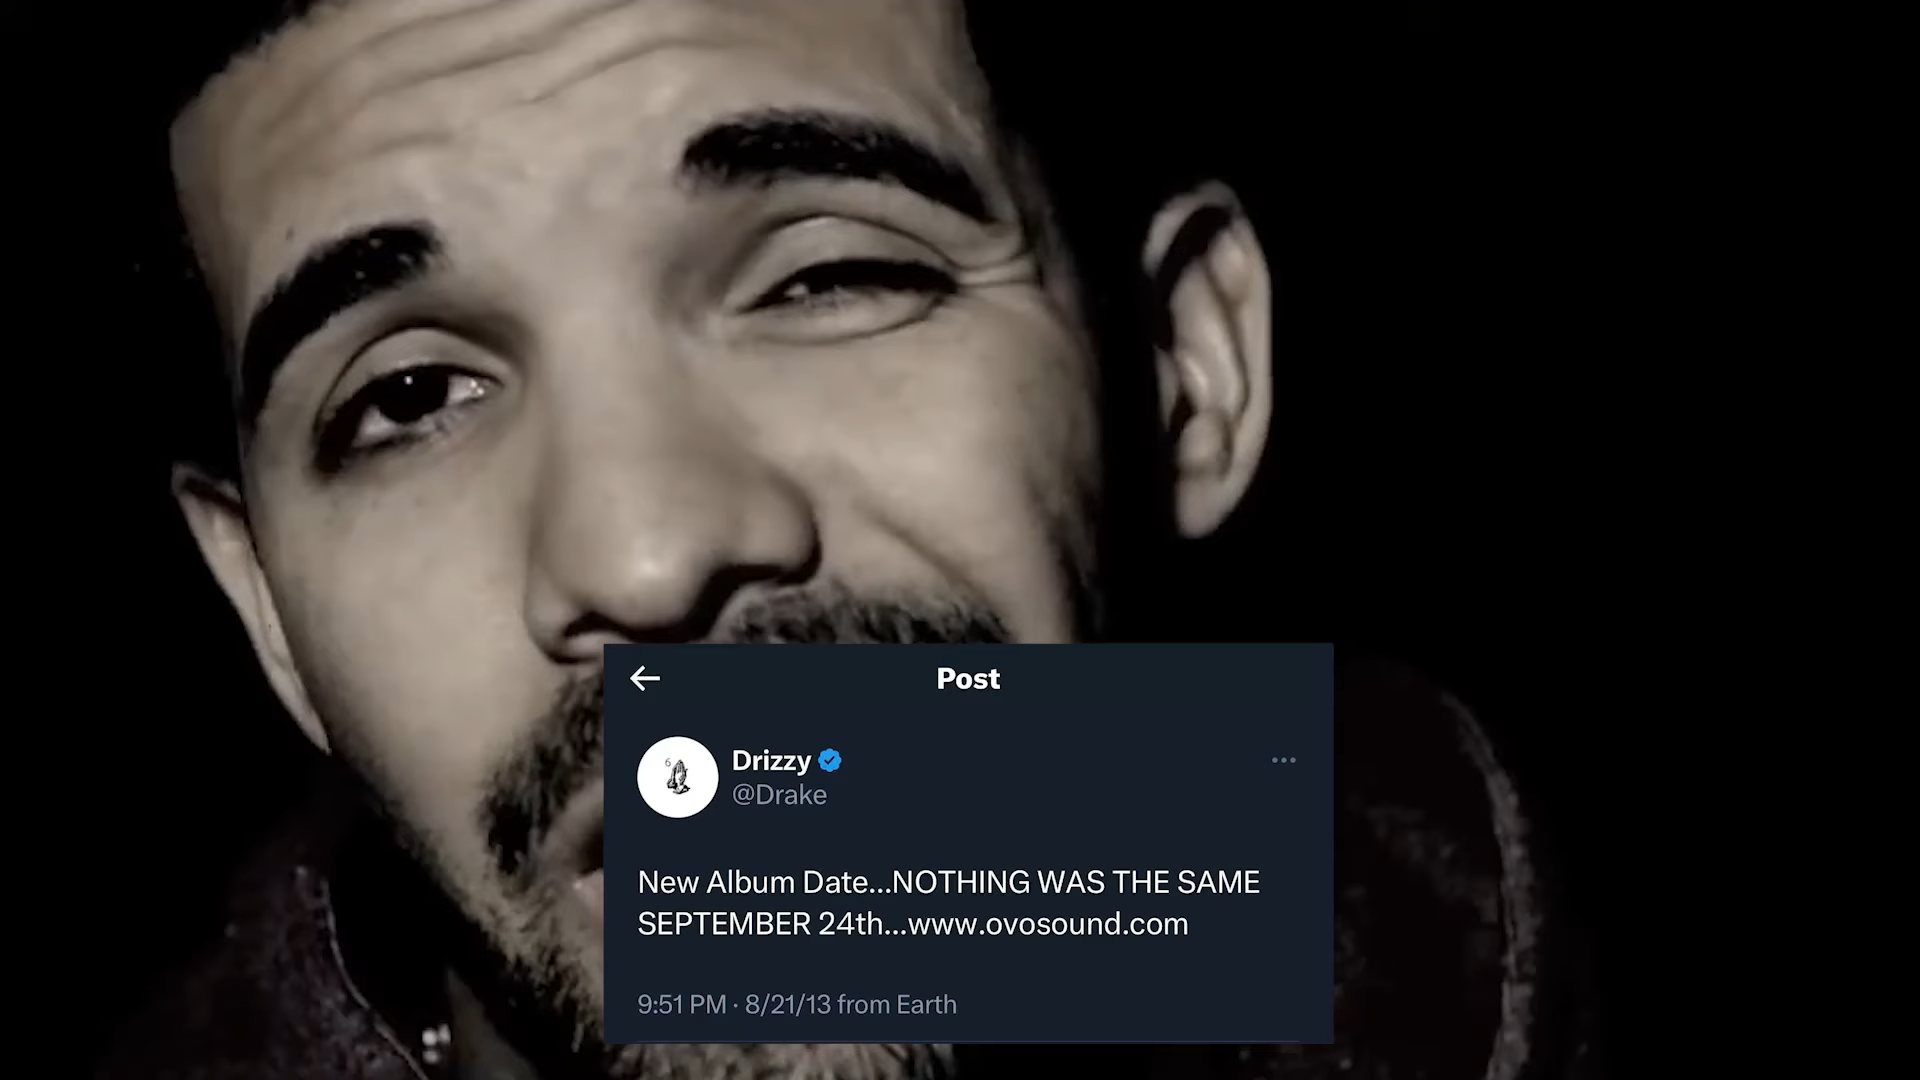 Post
Drizzy
@Drake
New Album Date...NOTHING WAS THE SAME
SEPTEMBER 24th...www.ovosound.com
9:51 PM · 8/21/13 from Earth